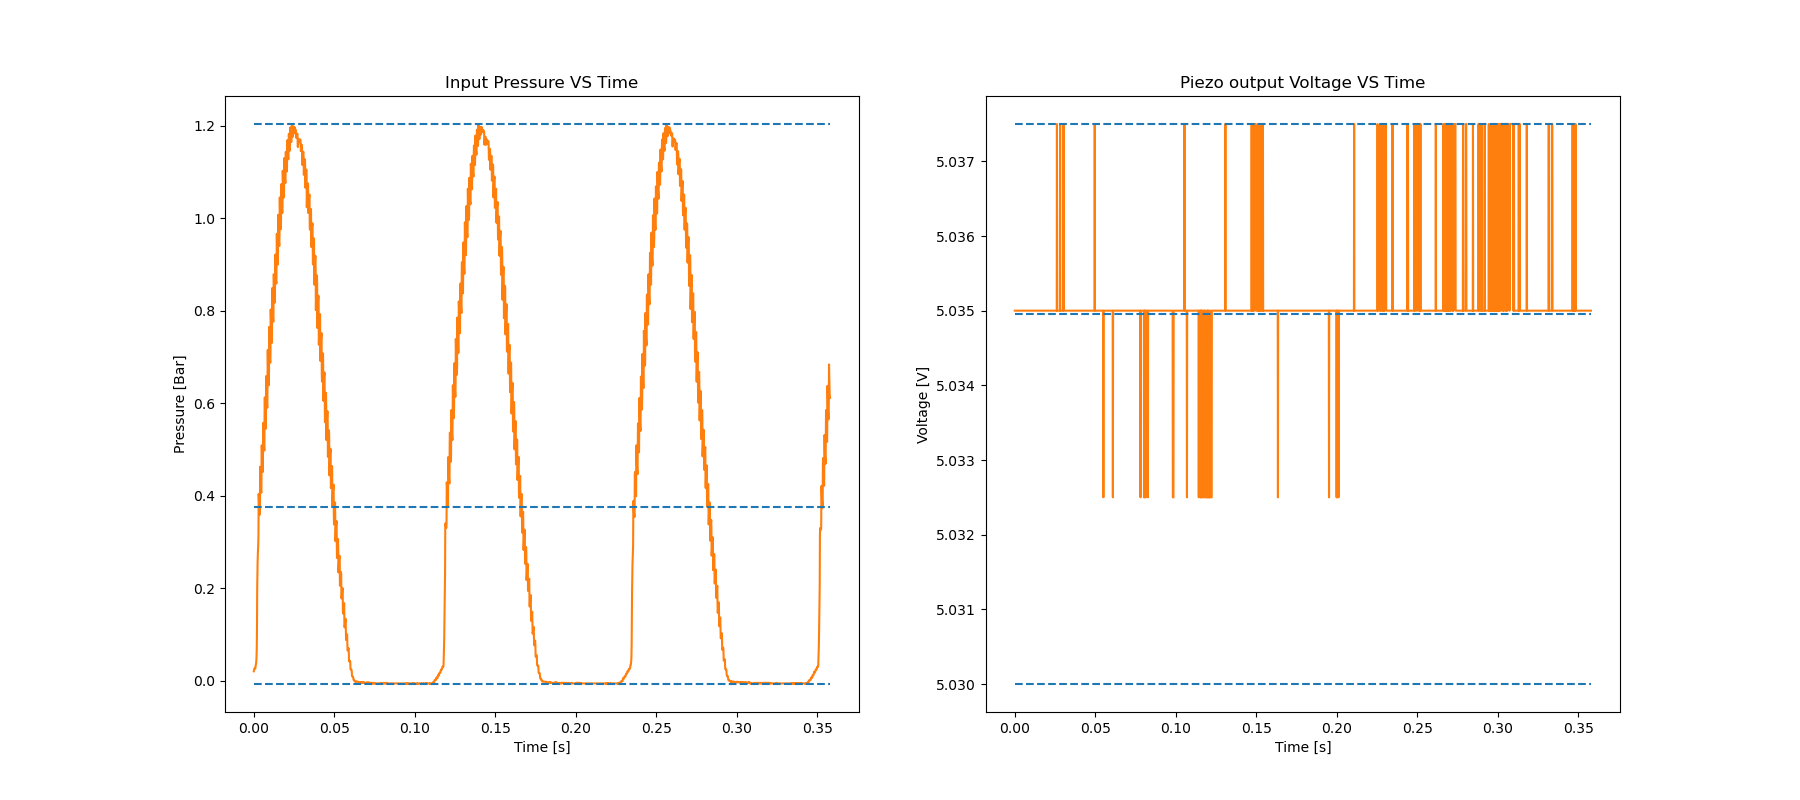 Input Pressure VS Time
Pressure [Bar]
1.2
1.0
0.8
0.6
0.4
0.2
0.0
0.00 0.05 0.10 0.15 0.20 0.25 0.30 0.35
Time [s]
Piezo output Voltage VS Time
Voltage [V]
5.037
5.036
5.035
5.034
5.033
5.032
5.031
5.030
0.00 0.05 0.10 0.15 0.20 0.25 0.30 0.35
Time [s]